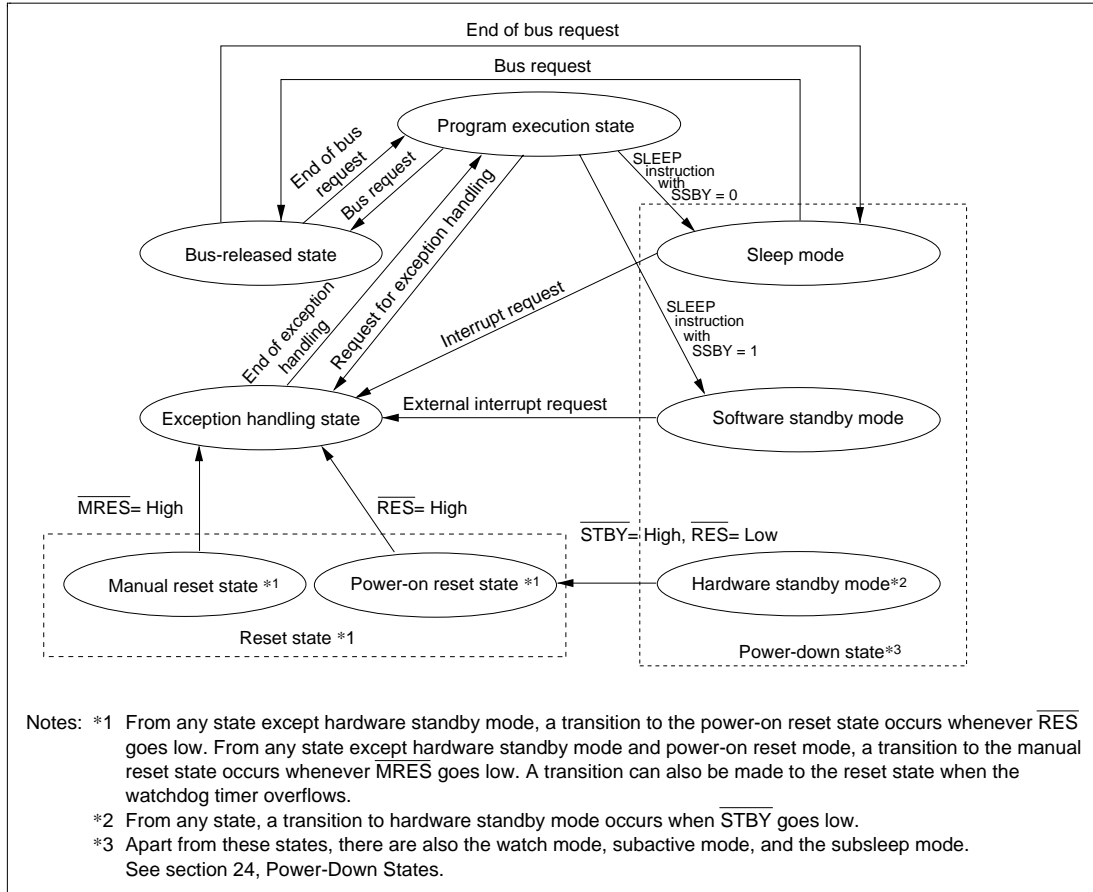 End of bus request
Bus request
Program execution state
End of bus
request
Bus request
SLEEP
instruction
with
SSBY = 0
Bus-released state
Sleep mode
End of exception
handling
Request for exception handling
Interrupt request
SLEEP
instruction
with
SSBY = 1
Exception handling state
External interrupt request
Software standby mode
M̅R̅E̅S̅= High
R̅E̅S̅= High
S̅T̅B̅Y̅= High, R̅E̅S̅= Low
Manual reset state *1
Power-on reset state *1
Hardware standby mode*2
Reset state *1
Power-down state*3
Notes: *1 From any state except hardware standby mode, a transition to the power-on reset state occurs whenever R̅E̅S̅
goes low. From any state except hardware standby mode and power-on reset mode, a transition to the manual
reset state occurs whenever M̅R̅E̅S̅ goes low. A transition can also be made to the reset state when the
watchdog timer overflows.
*2 From any state, a transition to hardware standby mode occurs when S̅T̅B̅Y̅ goes low.
*3 Apart from these states, there are also the watch mode, subactive mode, and the subsleep mode.
See section 24, Power-Down States.